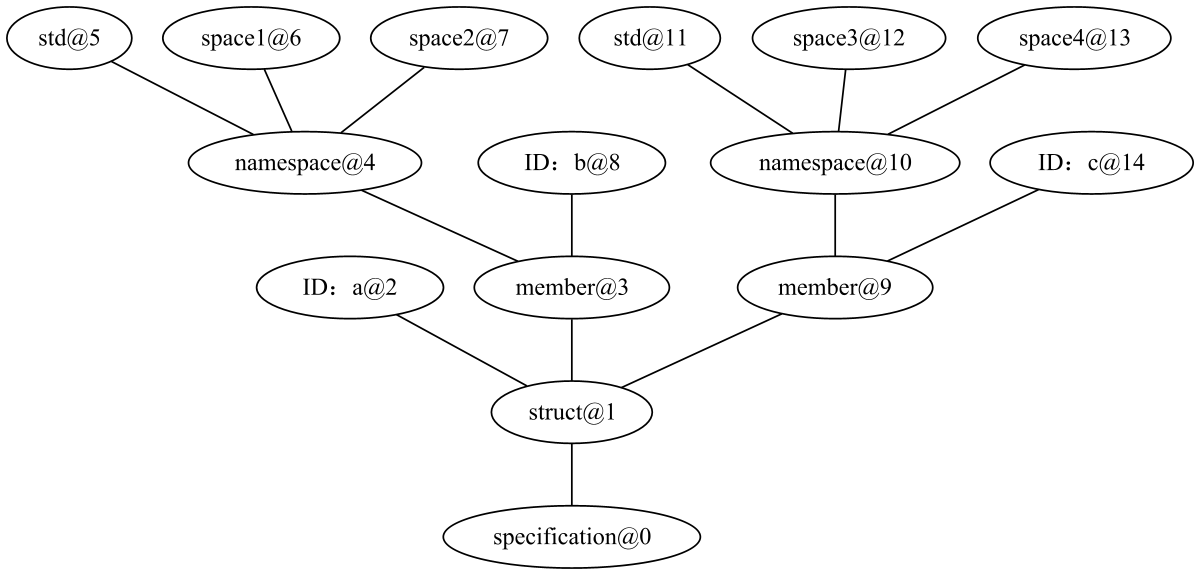 std@5 space1@6 space2@7 std@11 space3@12 space4@13
namespace@4 ID：b@8 namespace@10 ID：c@14
ID：a@2 member@3 member@9
struct@1
specification@0